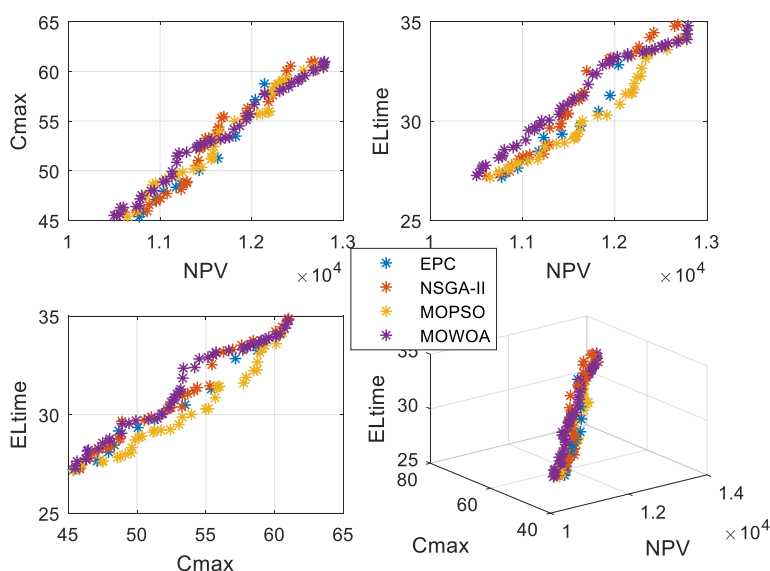 65
60
55
50
45
Cmax
1
1.1
1.2
1.3
NPV
×10^4
35
30
25
ELtime
1
1.1
1.2
1.3
NPV
×10^4
EPC
NSGA-II
MOPSO
MOWOA
35
30
25
ELtime
45
50
55
60
65
Cmax
35
30
25
ELtime
80
60
40
Cmax
1
1.2
1.4
NPV
×10^4